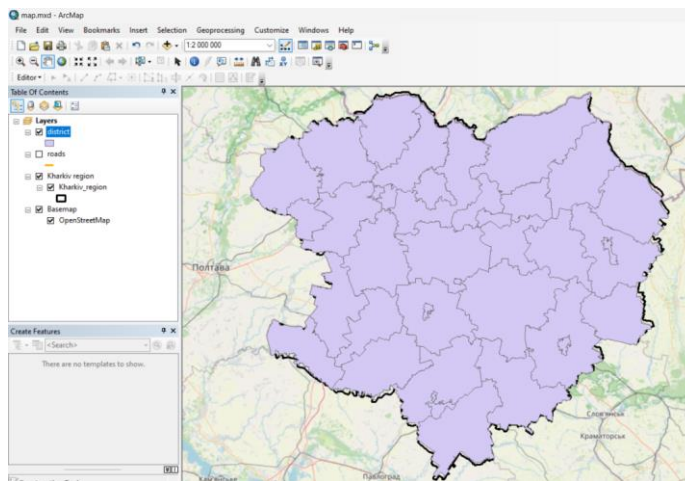 map.mxd - ArcMap
File Edit View Bookmarks Insert Selection Geoprocessing Customize Windows Help
1:2 000 000
Editor
Table Of Contents
Layers
district
roads
Kharkiv region
Kharkiv_region
Basemap
OpenStreetMap
Полтава
Create Features
<Search>
There are no templates to show.
Слов'янськ
Краматорськ
Павлоград